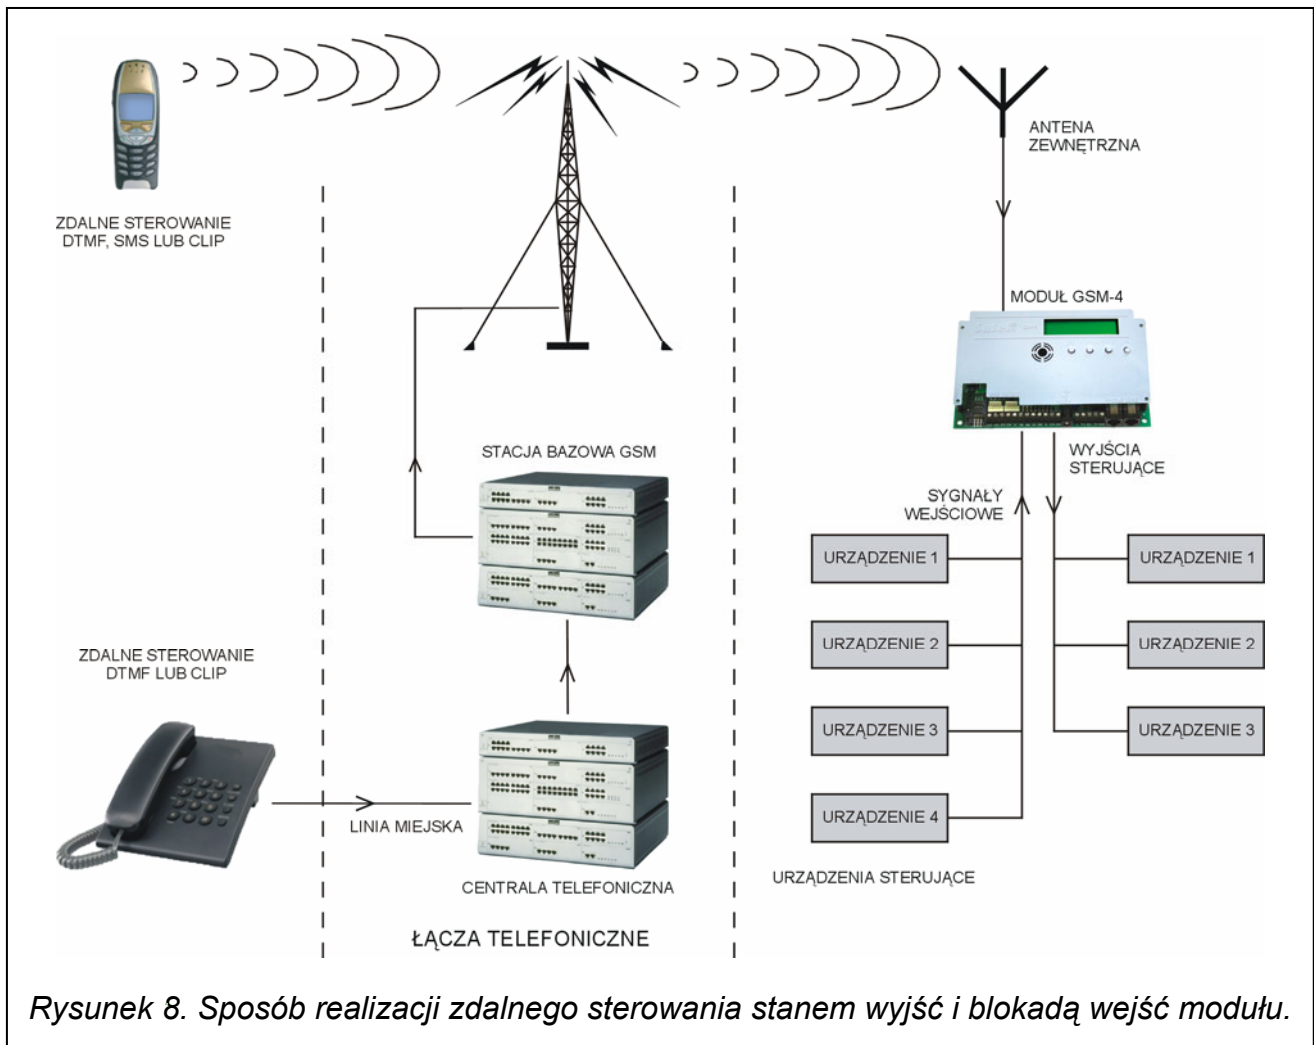 ZDALNE STEROWANIE
DTMF, SMS LUB CLIP
ANTENA
ZEWNĘTRZNA
MODUŁ GSM-4
STACJA BAZOWA GSM
WYJŚCIA
STERUJĄCE
SYGNAŁY
WEJŚCIOWE
URZĄDZENIE 1
URZĄDZENIE 1
URZĄDZENIE 2
URZĄDZENIE 2
ZDALNE STEROWANIE
DTMF LUB CLIP
URZĄDZENIE 3
URZĄDZENIE 3
URZĄDZENIE 4
LINIA MIEJSKA
CENTRALA TELEFONICZNA
URZĄDZENIA STERUJĄCE
ŁĄCZA TELEFONICZNE
Rysunek 8. Sposób realizacji zdalnego sterowania stanem wyjść i blokadą wejść modułu.